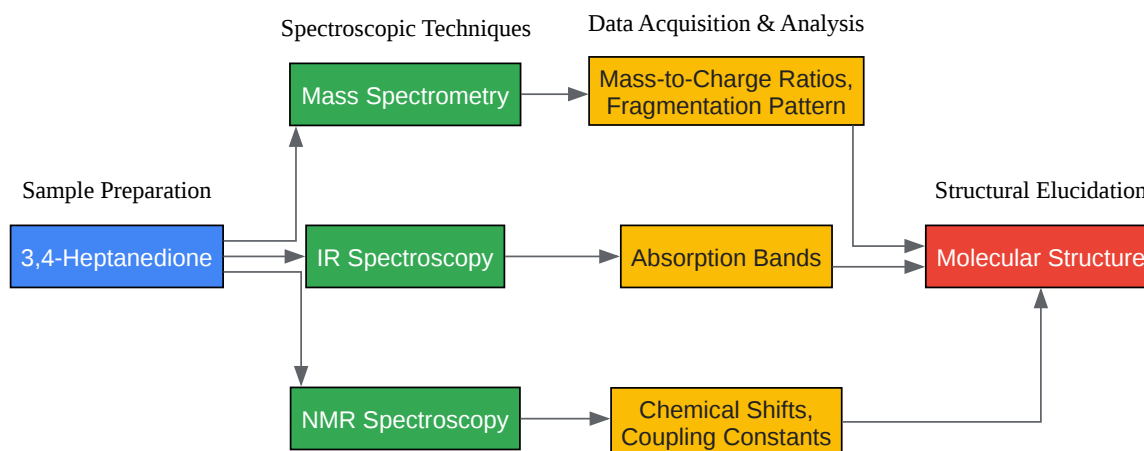 Spectroscopic Techniques
Data Acquisition & Analysis
Mass Spectrometry
Mass-to-Charge Ratios,
Fragmentation Pattern
Sample Preparation
Structural Elucidation
3,4-Heptanedione
IR Spectroscopy
Absorption Bands
Molecular Structure
NMR Spectroscopy
Chemical Shifts,
Coupling Constants